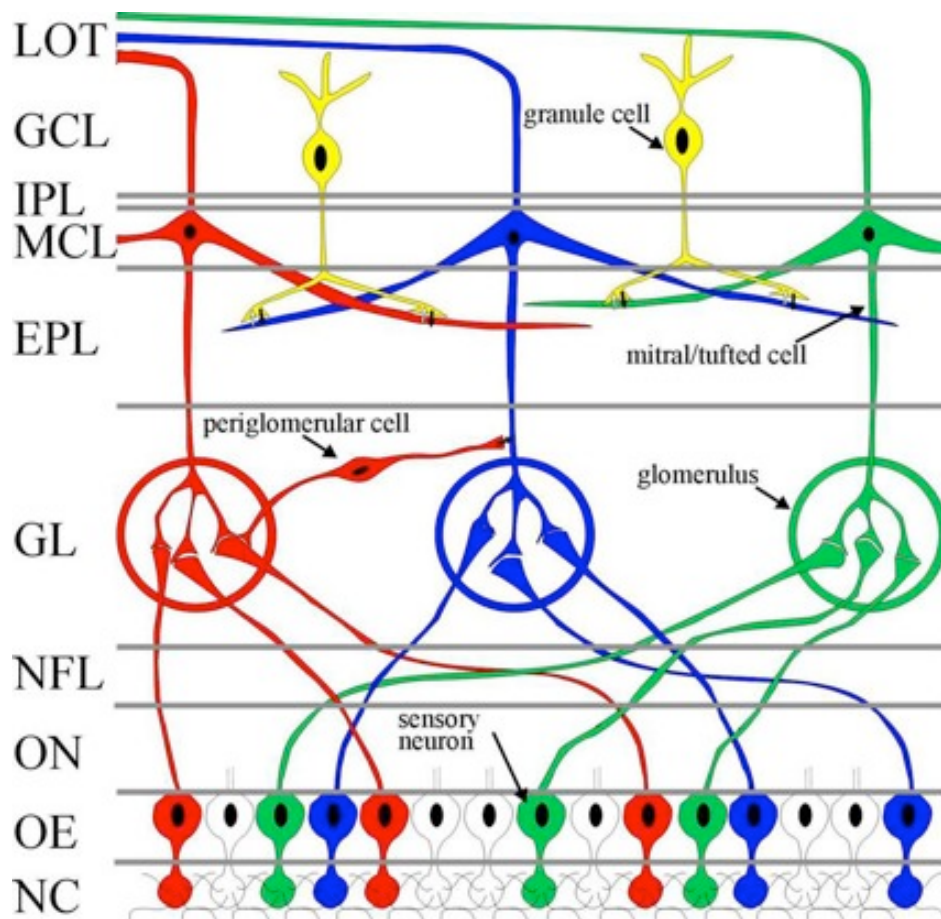 LOT
GCL
granule cell
IPL
MCL
EPL
mitral/tufted cell
periglomerular cell
glomerulus
GL
NFL
sensory
neuron
ON
OE
NC